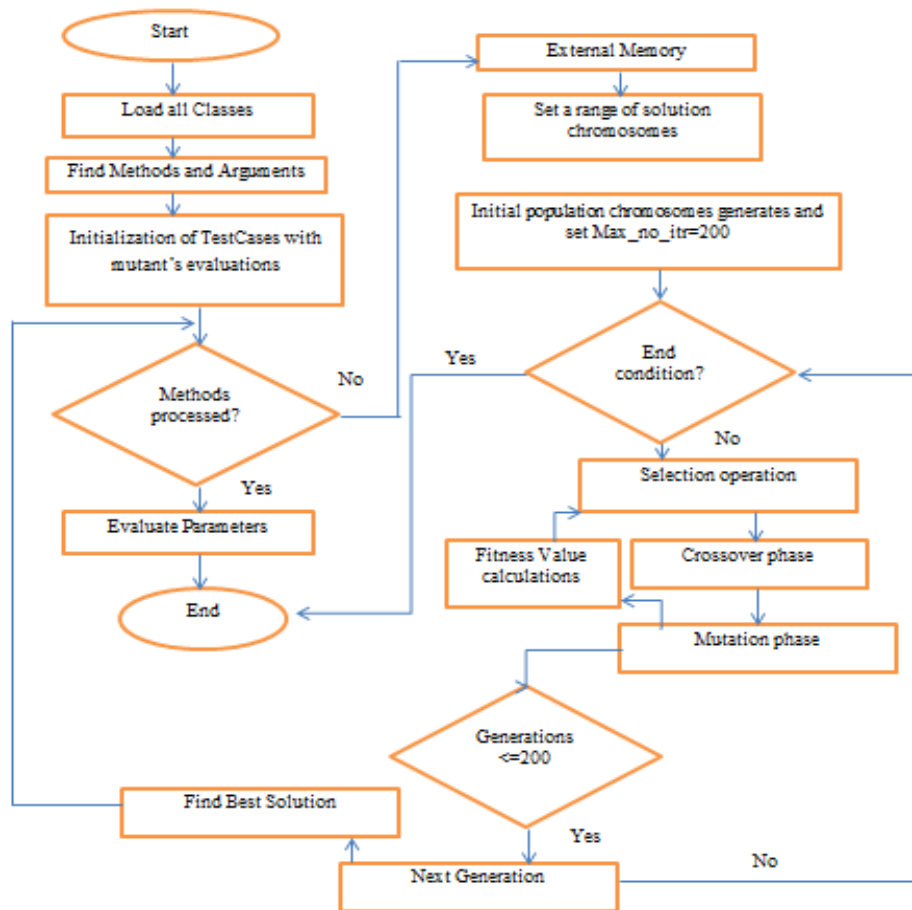 Start
Load all Classes
Find Methods and Arguments
Initialization of TestCases with
mutant's evaluations
Methods
processed?
No
Yes
Evaluate Parameters
End
External Memory
Set a range of solution
chromosomes
Initial population chromosomes generates and
set Max_no_itr=200
End
condition?
Yes
No
Selection operation
Crossover phase
Fitness Value
calculations
Mutation phase
Generations
<=200
Yes
Find Best Solution
Next Generation
No